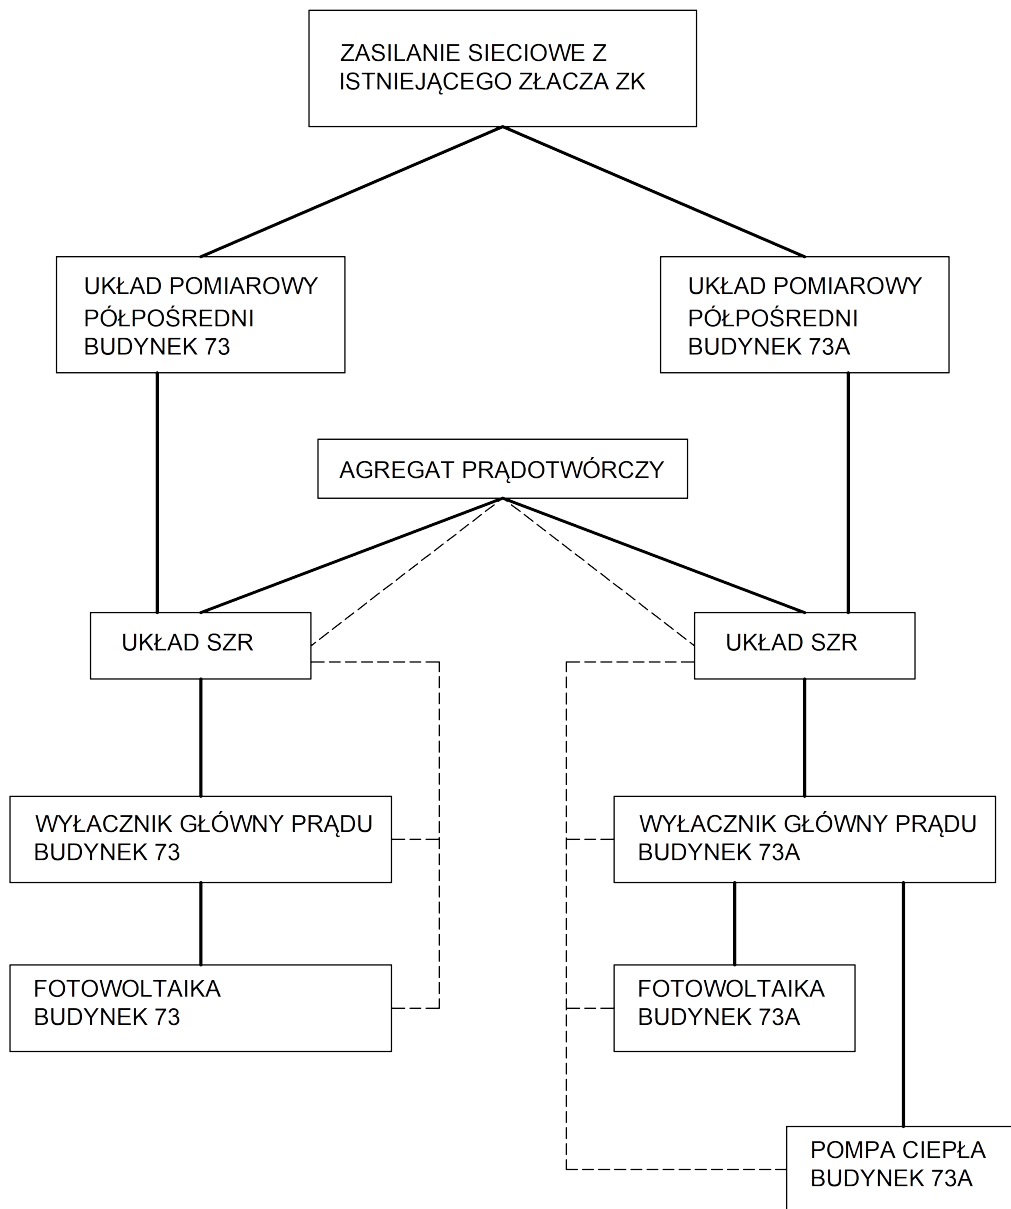 ZASILANIE SIECIOWE Z
ISTNIEJĄCEGO ZŁACZA ZK
UKŁAD POMIAROWY
PÓŁPOŚREDNI
BUDYNEK 73
UKŁAD POMIAROWY
PÓŁPOŚREDNI
BUDYNEK 73A
AGREGAT PRĄDOTWÓRCZY
UKŁAD SZR
UKŁAD SZR
WYŁACZNIK GŁÓWNY PRĄDU
BUDYNEK 73
WYŁACZNIK GŁÓWNY PRĄDU
BUDYNEK 73A
FOTOWOLTAIKA
BUDYNEK 73
FOTOWOLTAIKA
BUDYNEK 73A
POMPA CIEPŁA
BUDYNEK 73A